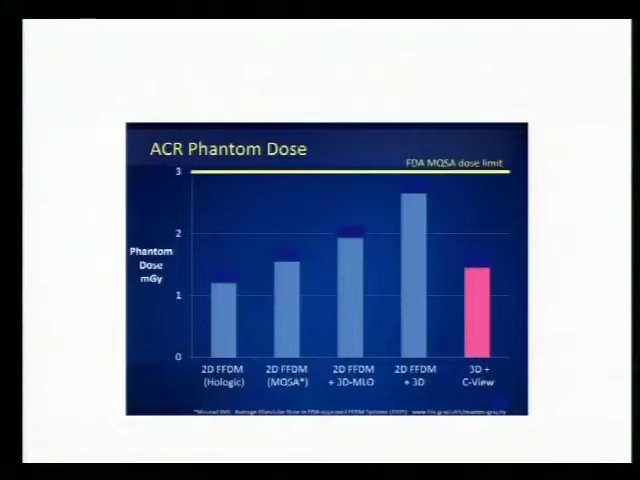 ACR Phantom Dose
FDA MQSA dose limit
3
2
1
0
Phantom
Dose
mGy
2D FFDM
(Hologic)
2D FFDM
(MQSA*)
2D FFDM
+ 3D-MLO
2D FFDM
+ 3D
3D +
C-View